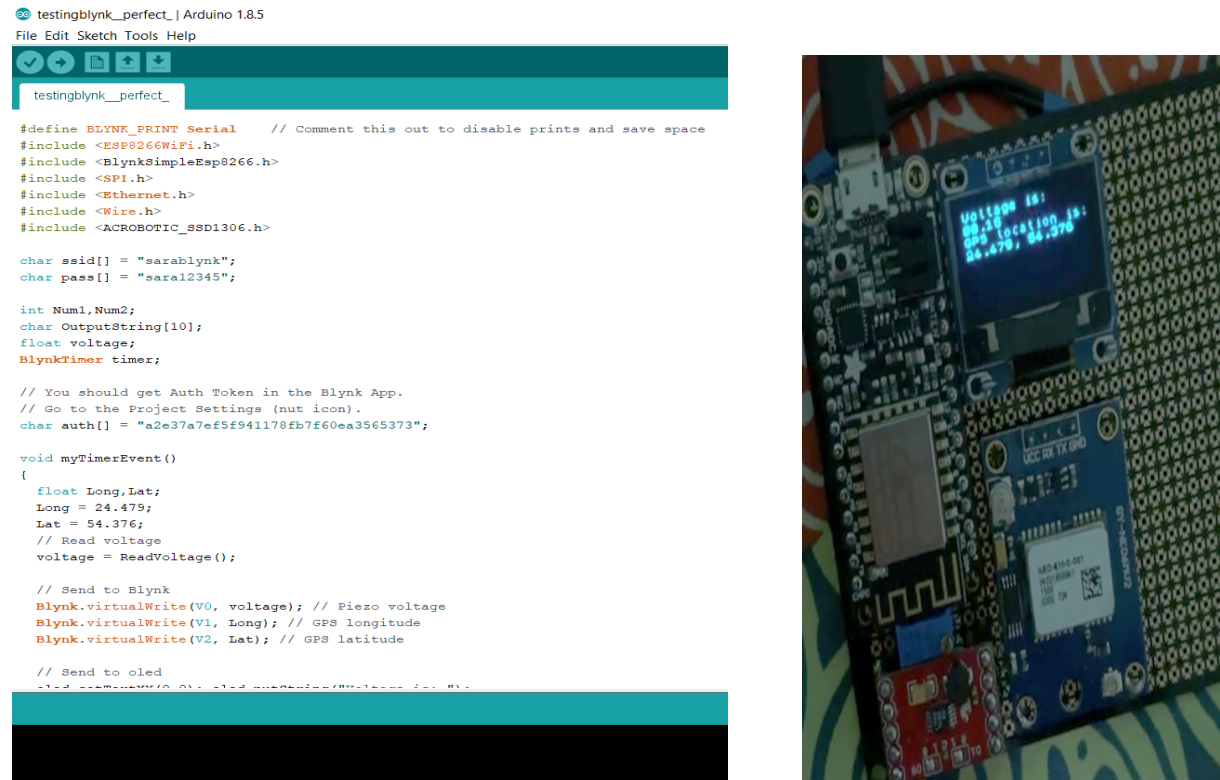 testingblynk__perfect_ | Arduino 1.8.5
File Edit Sketch Tools Help
testingblynk__perfect_
#define BLYNK_PRINT Serial    // Comment this out to disable prints and save space
#include <ESP8266WiFi.h>
#include <BlynkSimpleEsp8266.h>
#include <SPI.h>
#include <Ethernet.h>
#include <Wire.h>
#include <ACROBOTIC_SSD1306.h>
char ssid[] = "sarablynk";
char pass[] = "sara12345";
int Num1,Num2;
char OutputString[10];
float voltage;
BlynkTimer timer;
// You should get Auth Token in the Blynk App.
// Go to the Project Settings (nut icon).
char auth[] = "a2e37a7ef5f941178fb7f60ea3565373";
void myTimerEvent()
{
  float Long,Lat;
  Long = 24.479;
  Lat = 54.376;
  // Read voltage
  voltage = ReadVoltage();
  // Send to Blynk
  Blynk.virtualWrite(V0, voltage); // Piezo voltage
  Blynk.virtualWrite(V1, Long); // GPS longitude
  Blynk.virtualWrite(V2, Lat); // GPS latitude
  // Send to oled
Voltage is:
GPS location is:
24.479, 54.376
VCC RX TX GND
GY-NEO6MV2